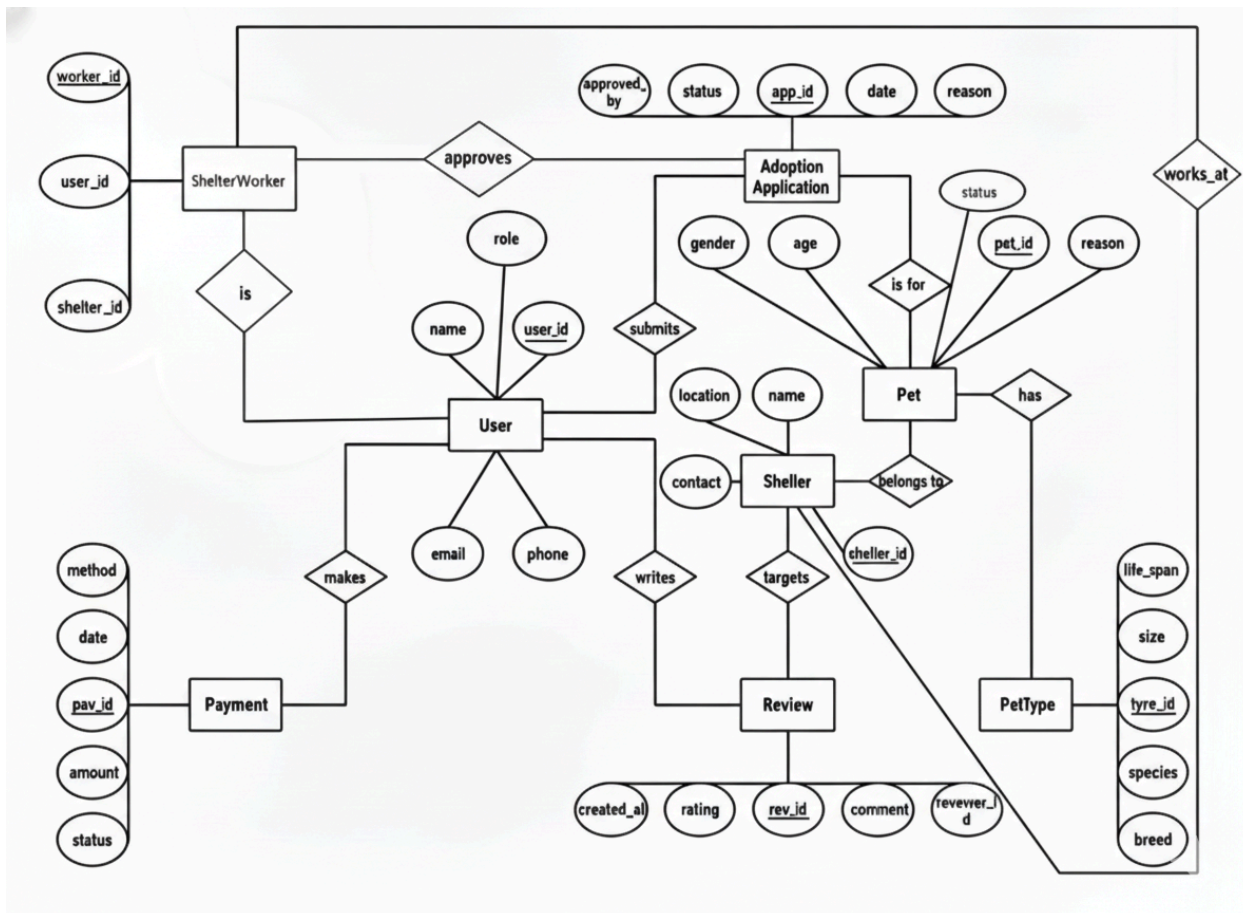 worker_id
approved_
by
status
app_id
date
reason
ShelterWorker
approves
Adoption
Application
works_at
user_id
status
role
gender
age
pet_id
reason
is
is for
shelter_id
name
user_id
submits
location
name
Pet
has
User
contact
Sheller
belongs to
email
phone
cheller_id
method
makes
writes
targets
life_span
date
size
pav_id
Payment
Review
PetType
tyre_id
amount
species
created_al
rating
rev_id
comment
revewer_i
d
status
breed